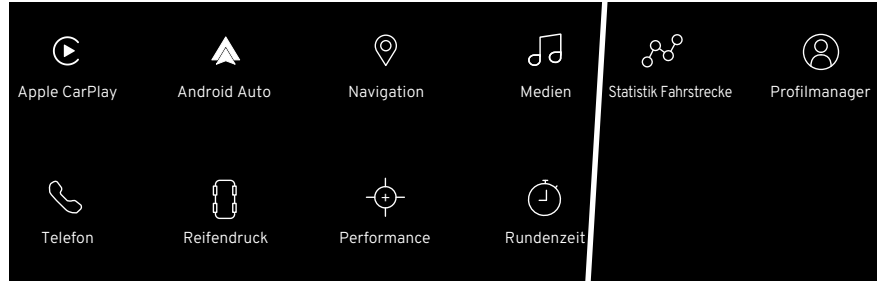 Apple CarPlay
Android Auto
Navigation
Medien
Statistik Fahrstrecke
Profilmanager
Telefon
Reifendruck
Performance
Rundenzeit